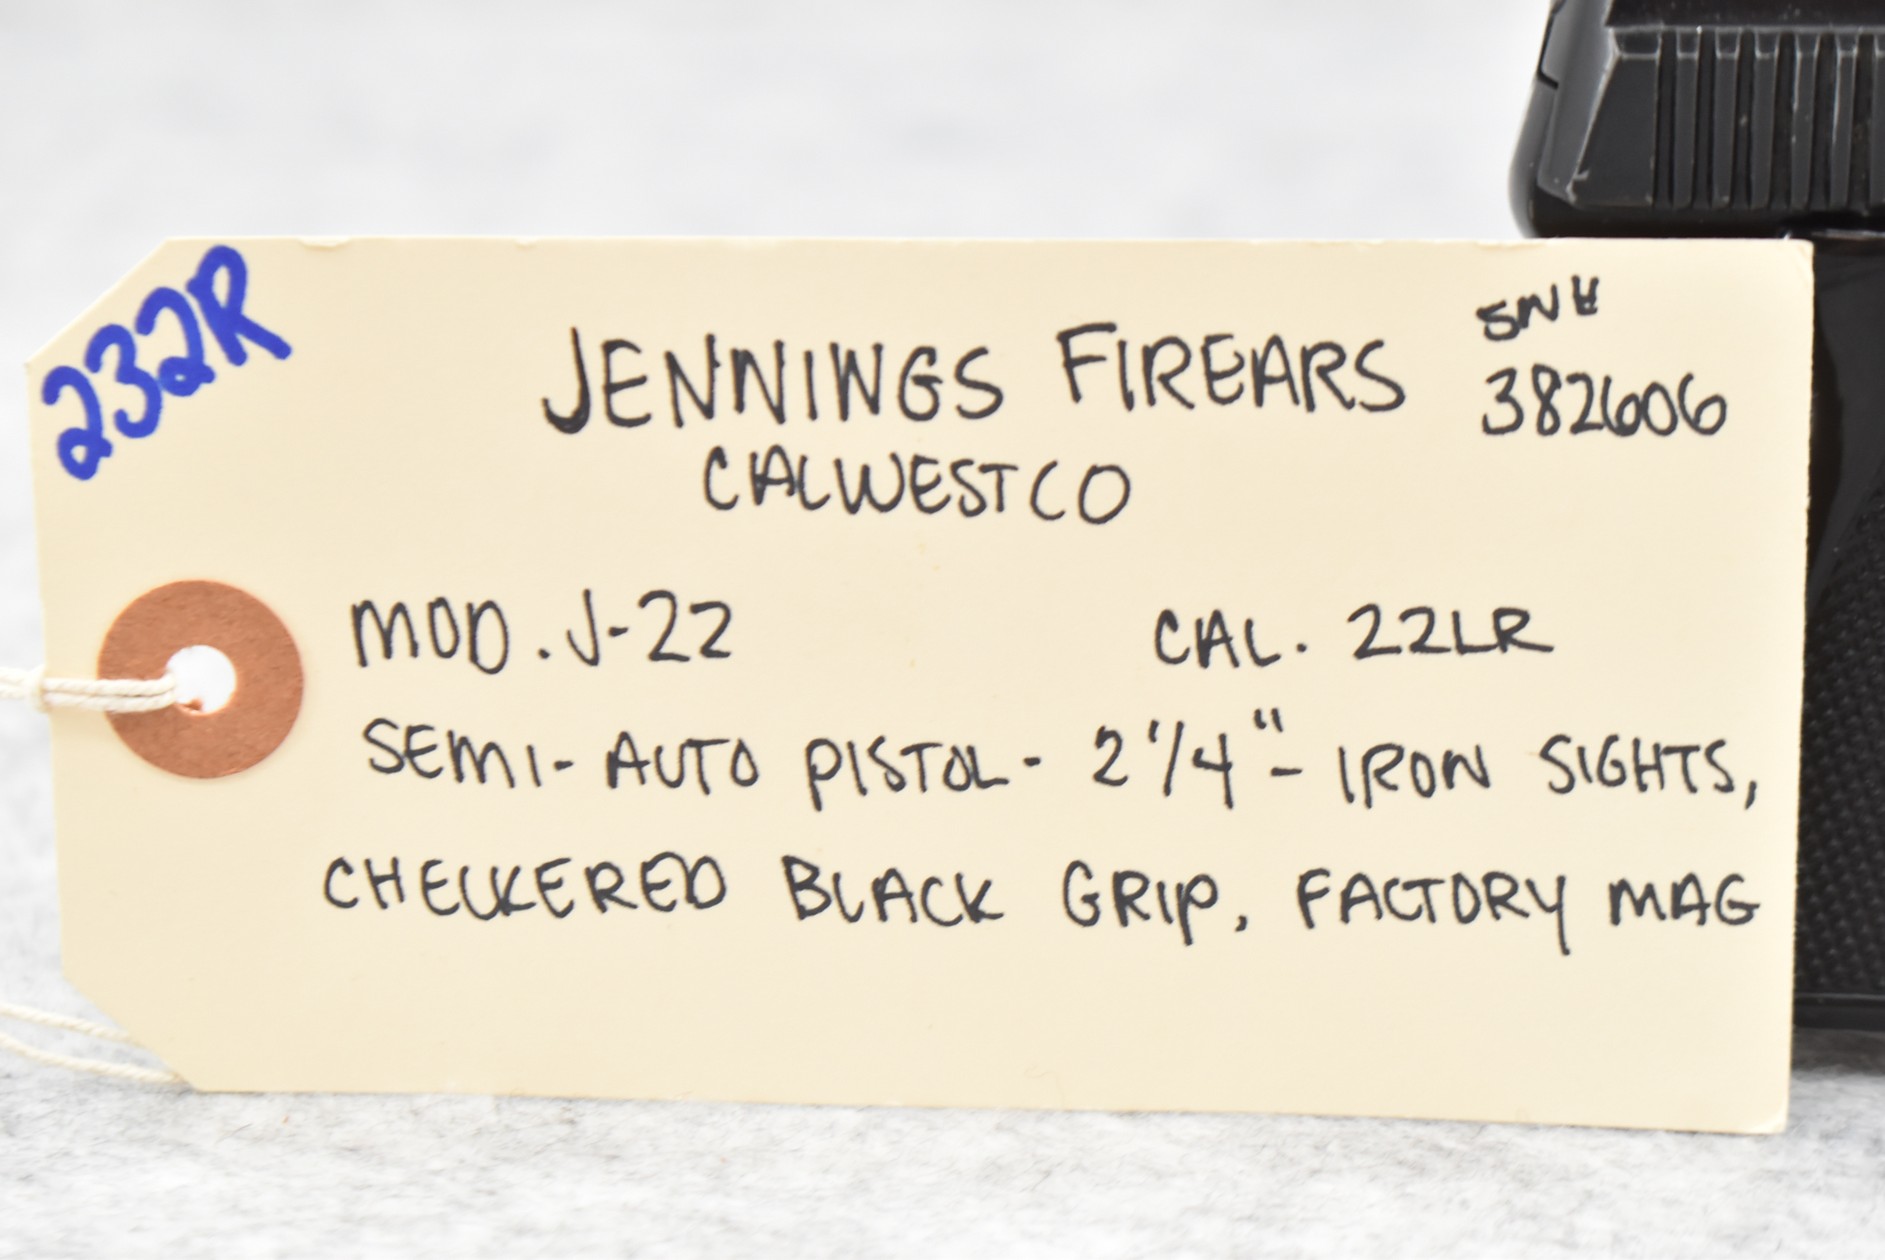 232R
JENNINGS FIREARS
SN#
382606
CALWESTCO
MOD. J-22 CAL. 22LR
SEMI-AUTO PISTOL- 2 1/4"- IRON SIGHTS,
CHECKERED BLACK GRIP, FACTORY MAG